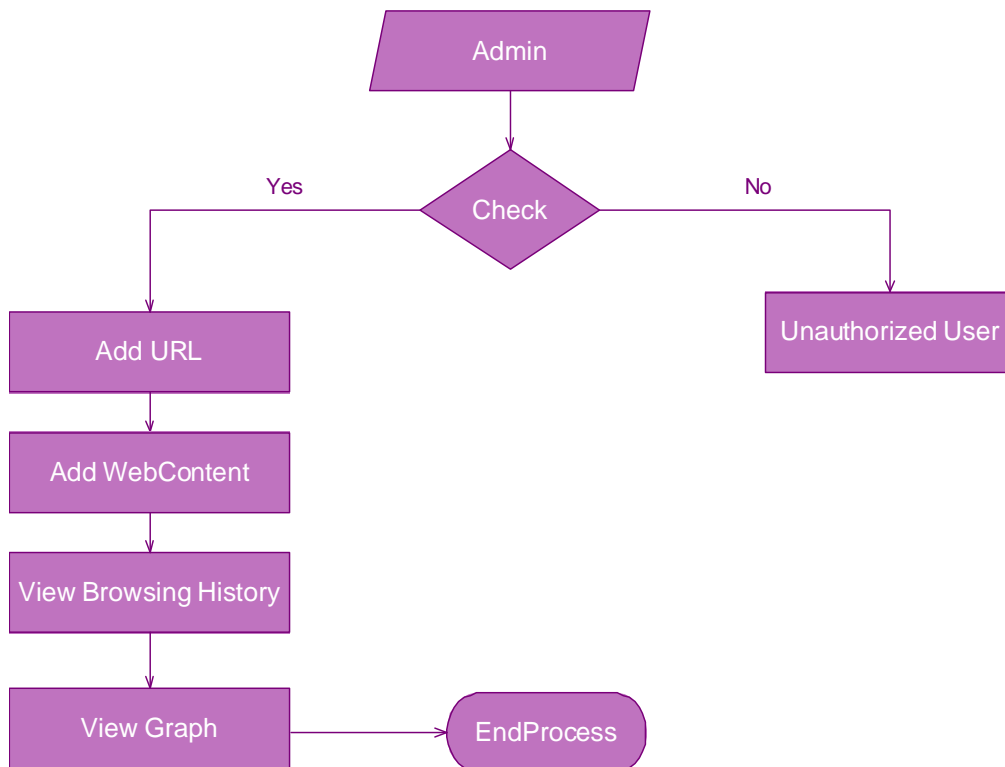 Admin
Yes
No
Check
Unauthorized User
Add URL
Add WebContent
View Browsing History
View Graph
EndProcess